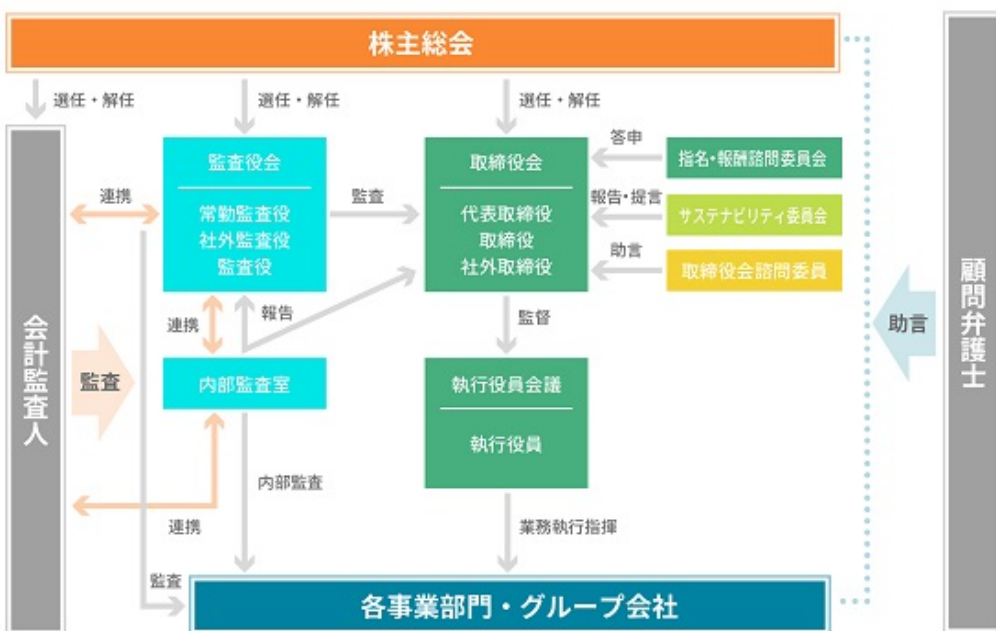 株主総会
選任・解任
選任・解任
選任・解任
監査役会
常勤監査役
社外監査役
監査役
取締役会
代表取締役
取締役
社外取締役
答申
指名・報酬諮問委員会
報告・提言
サステナビリティ委員会
助言
取締役会諮問委員
連携
監査
連携
報告
監督
会計監査人
監査
内部監査室
執行役員会議
執行役員
助言
顧問弁護士
内部監査
連携
業務執行指揮
監査
各事業部門・グループ会社